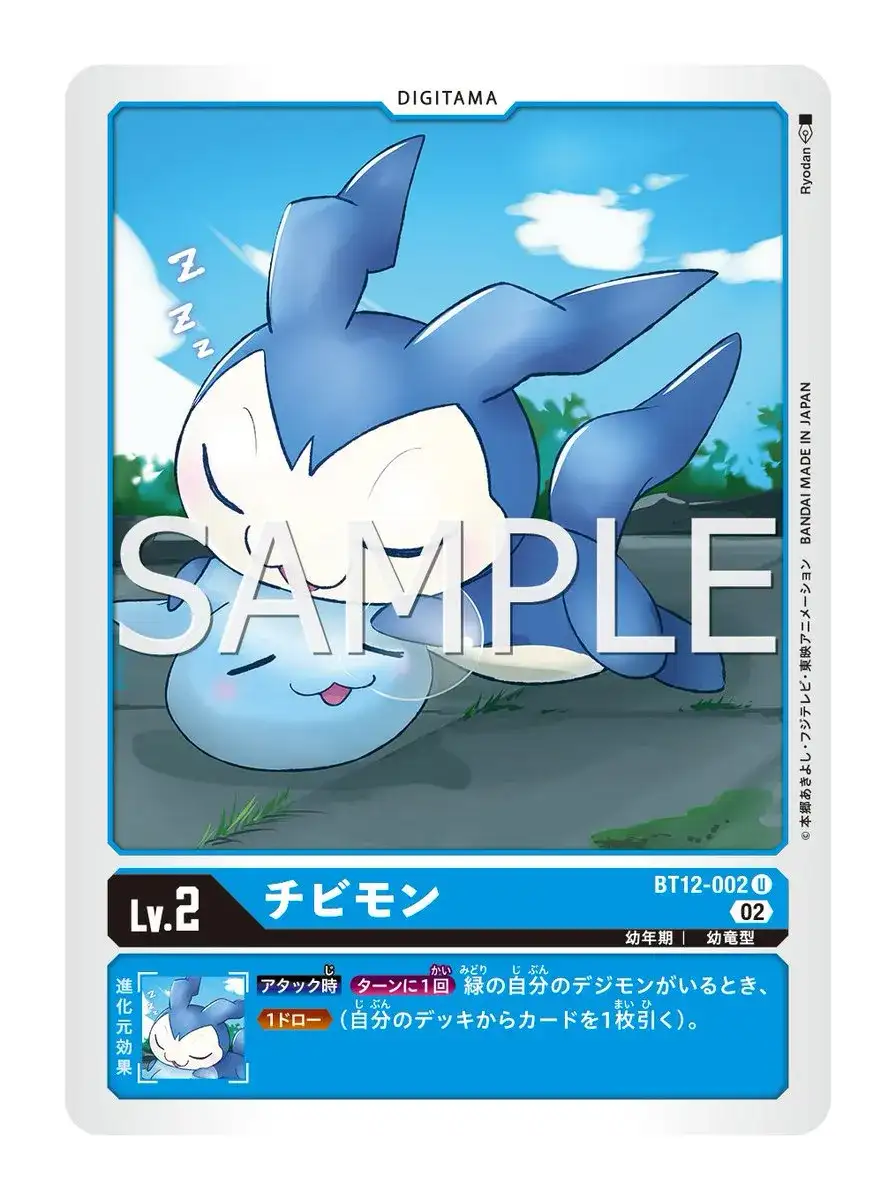 DIGITAMA
Ryodan
Z
Z
Z
SAMPLE
BANDAI MADE IN JAPAN
© 本郷あきよし・フジテレビ・東映アニメーション
Lv.2
チビモン
BT12-002 U
02
幼年期 | 幼竜型
進化元効果
アタック時 ターンに1回 緑の自分のデジモンがいるとき、
1ドロー (自分のデッキからカードを1枚引く)。